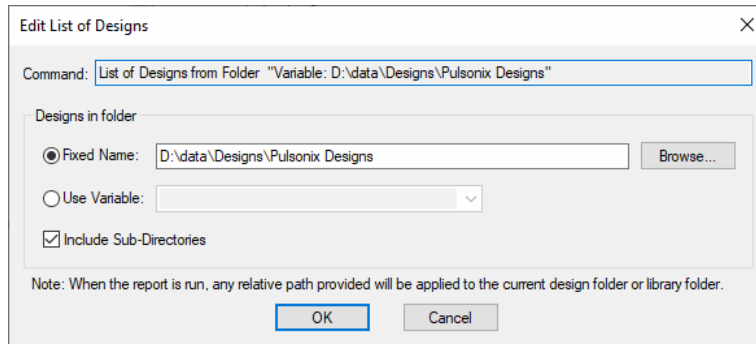 Edit List of Designs
Command: List of Designs from Folder "Variable: D:\data\Designs\Pulsonix Designs"
Designs in folder
Fixed Name: D:\data\Designs\Pulsonix Designs Browse...
Use Variable:
Include Sub-Directories
Note: When the report is run, any relative path provided will be applied to the current design folder or library folder.
OK Cancel